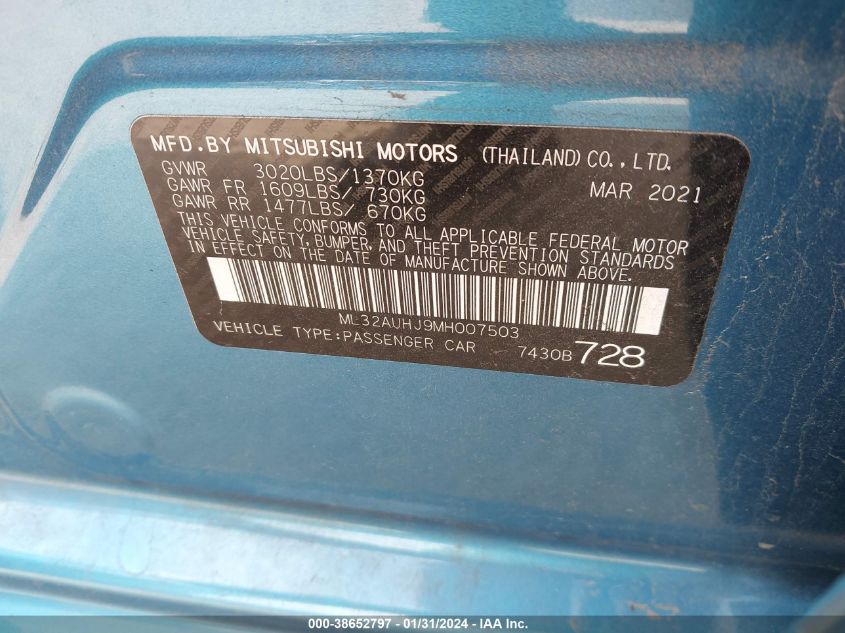 MFD.BY MITSUBISHI MOTORS (THAILAND) CO., LTD.
GVWR 3020LBS/1370KG MAR 2021
GAWR FR 1609LBS/ 730KG
GAWR RR 1477LBS/ 670KG
THIS VEHICLE CONFORMS TO ALL APPLICABLE FEDERAL MOTOR
VEHICLE SAFETY, BUMPER, AND THEFT PREVENTION STANDARDS
IN EFFECT ON THE DATE OF MANUFACTURE SHOWN ABOVE.
ML32AUHJ9MH007503
VEHICLE TYPE:PASSENGER CAR 7430B 728
000-38652797 - 01/31/2024 - IAA Inc.